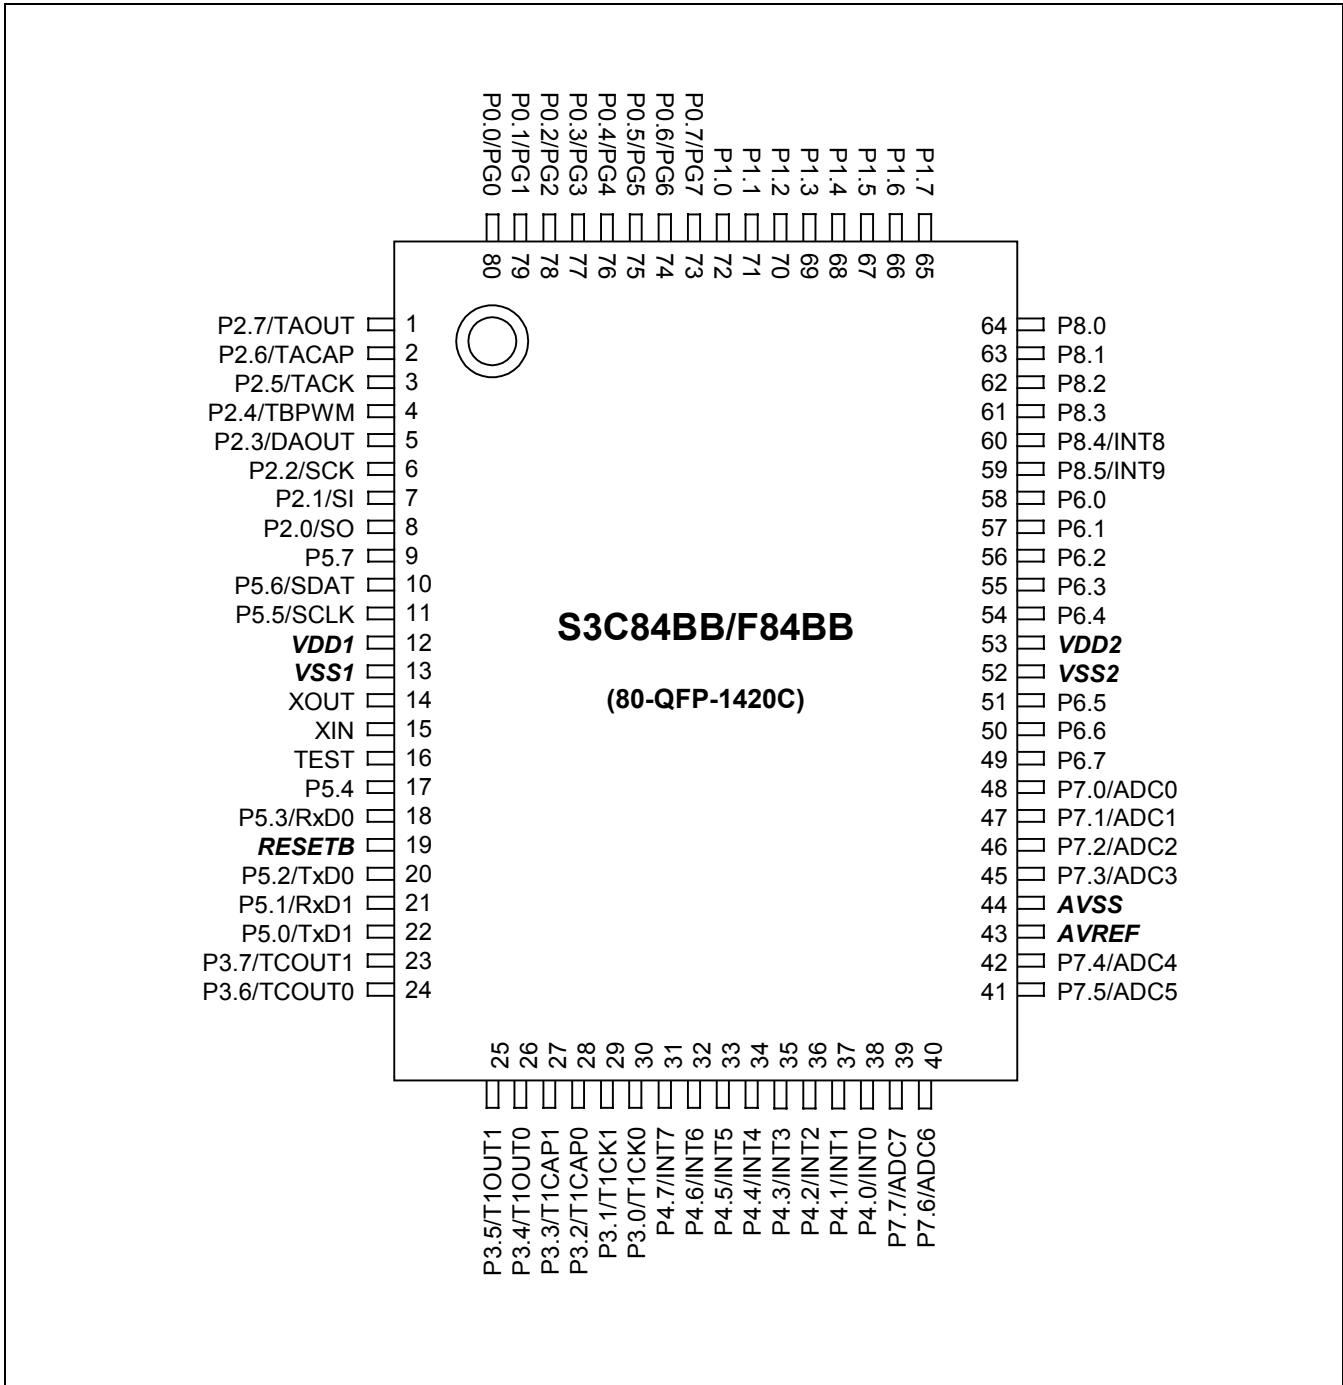 P0.0/PG0
P0.1/PG1
P0.2/PG2
P0.3/PG3
P0.4/PG4
P0.5/PG5
P0.6/PG6
P0.7/PG7
P1.0
P1.1
P1.2
P1.3
P1.4
P1.5
P1.6
P1.7
80
79
78
77
76
75
74
73
72
71
70
69
68
67
66
65
P2.7/TAOUT 1
P2.6/TACAP 2
P2.5/TACK 3
P2.4/TBPWM 4
P2.3/DAOUT 5
P2.2/SCK 6
P2.1/SI 7
P2.0/SO 8
P5.7 9
P5.6/SDAT 10
P5.5/SCLK 11
VDD1 12
VSS1 13
XOUT 14
XIN 15
TEST 16
P5.4 17
P5.3/RxD0 18
RESETB 19
P5.2/TxD0 20
P5.1/RxD1 21
P5.0/TxD1 22
P3.7/TCOUT1 23
P3.6/TCOUT0 24
S3C84BB/F84BB
(80-QFP-1420C)
64 P8.0
63 P8.1
62 P8.2
61 P8.3
60 P8.4/INT8
59 P8.5/INT9
58 P6.0
57 P6.1
56 P6.2
55 P6.3
54 P6.4
53 VDD2
52 VSS2
51 P6.5
50 P6.6
49 P6.7
48 P7.0/ADC0
47 P7.1/ADC1
46 P7.2/ADC2
45 P7.3/ADC3
44 AVSS
43 AVREF
42 P7.4/ADC4
41 P7.5/ADC5
25
26
27
28
29
30
31
32
33
34
35
36
37
38
39
40
P3.5/T1OUT1
P3.4/T1OUT0
P3.3/T1CAP1
P3.2/T1CAP0
P3.1/T1CK1
P3.0/T1CK0
P4.7/INT7
P4.6/INT6
P4.5/INT5
P4.4/INT4
P4.3/INT3
P4.2/INT2
P4.1/INT1
P4.0/INT0
P7.7/ADC7
P7.6/ADC6